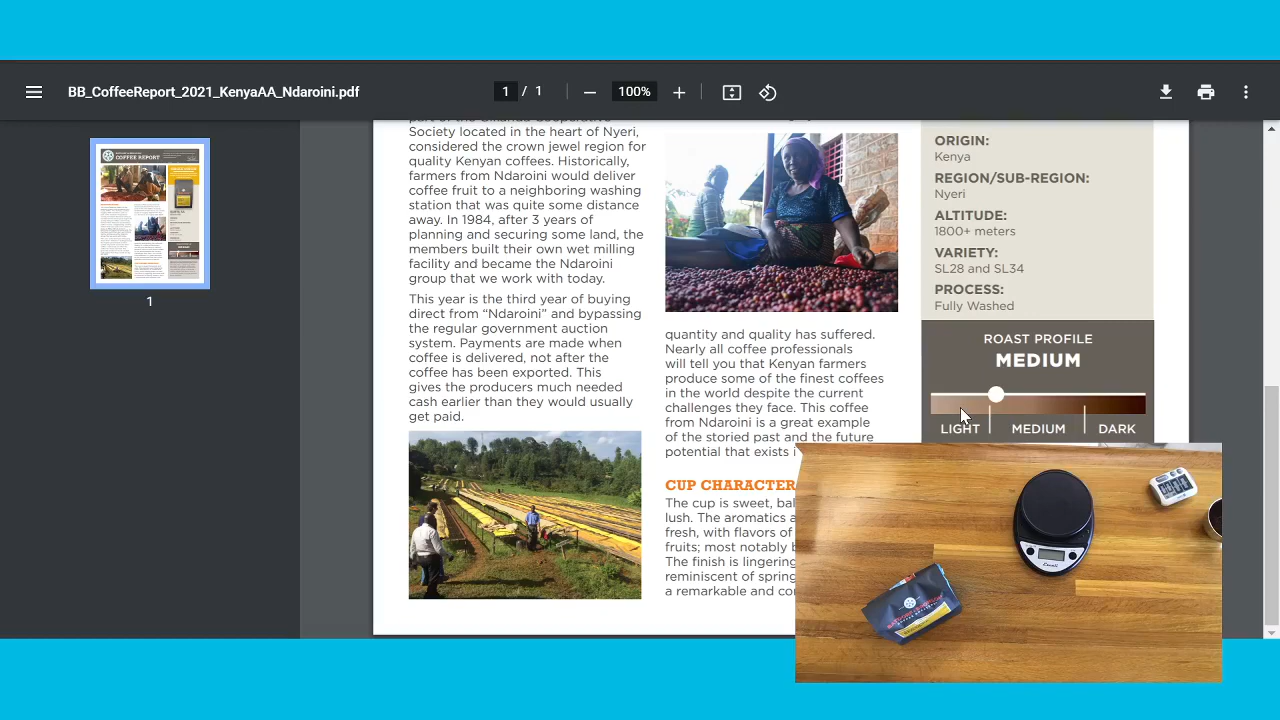 BB_CoffeeReport_2021_KenyaAA_Ndaroini.pdf
1 / 1
100%
1
Society located in the heart of Nyeri,
considered the crown jewel region for
quality Kenyan coffees. Historically,
farmers from Ndaroini would deliver
coffee fruit to a neighboring washing
station that was quite some distance
away. In 1984, after 3 years of
planning and securing some land, the
members built their own wet milling
facility and became the Ndaroini
group that we work with today.
This year is the third year of buying
direct from “Ndaroini” and bypassing
the regular government auction
system. Payments are made when
coffee is delivered, not after the
coffee has been exported. This
gives the producers much needed
cash earlier than they would usually
get paid.
quantity and quality has suffered.
Nearly all coffee professionals
will tell you that Kenyan farmers
produce some of the finest coffees
in the world despite the current
challenges they face. This coffee
from Ndaroini is a great example
of the storied past and the future
potential that exists i
CUP CHARACTER
The cup is sweet, bal
lush. The aromatics a
fresh, with flavors of
fruits; most notably b
The finish is lingering
reminiscent of spring
a remarkable and co
ORIGIN:
Kenya
REGION/SUB-REGION:
Nyeri
ALTITUDE:
1800+ meters
VARIETY:
SL28 and SL34
PROCESS:
Fully Washed
ROAST PROFILE
MEDIUM
LIGHT MEDIUM DARK